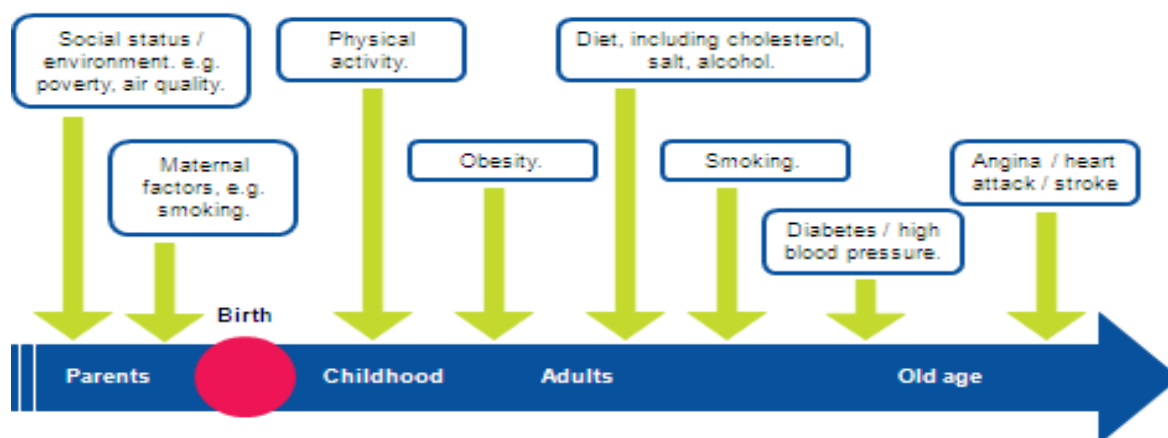 Social status /
environment. e.g.
poverty, air quality.
Physical
activity.
Diet, including cholesterol,
salt, alcohol.
Maternal
factors, e.g.
smoking.
Obesity.
Smoking.
Angina / heart
attack / stroke
Diabetes / high
blood pressure.
Birth
Parents
Childhood
Adults
Old age